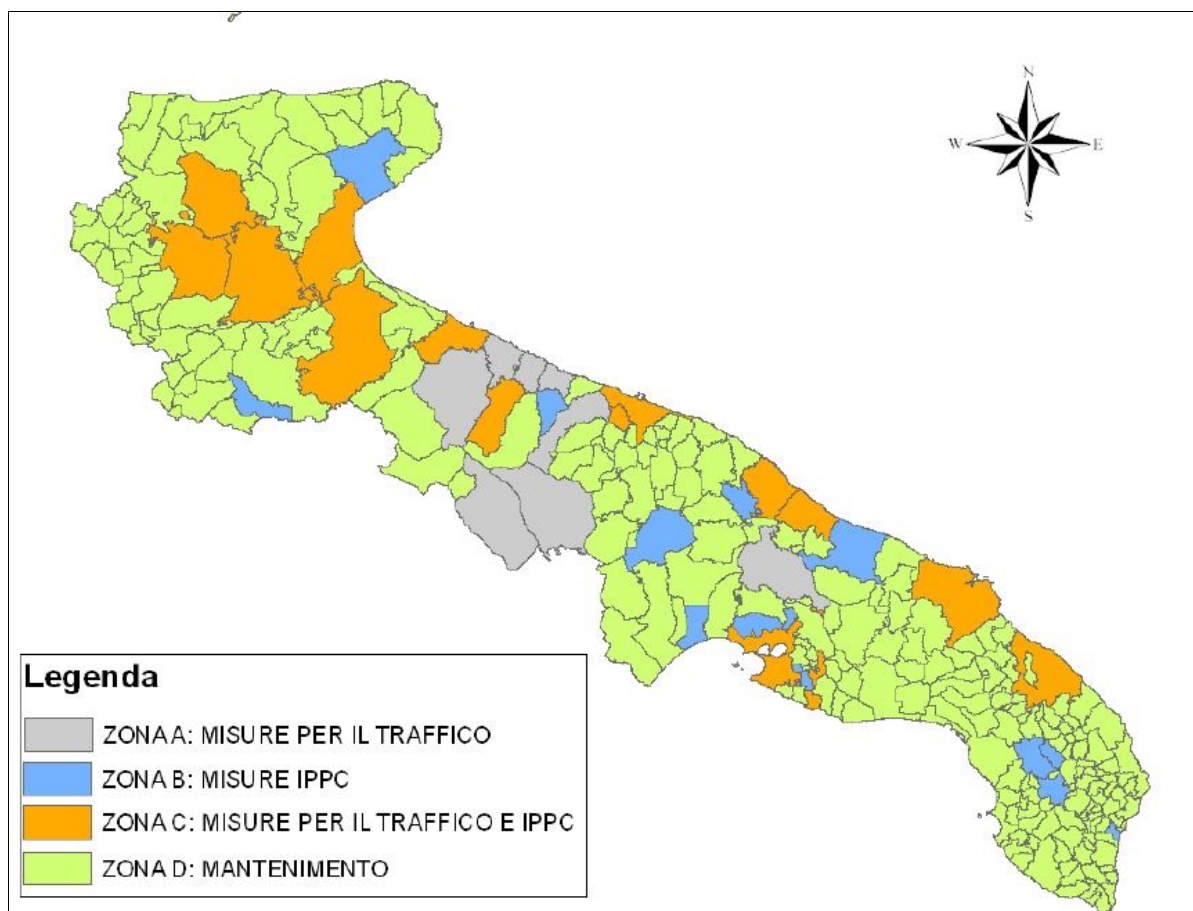 N
W
E
S
Legenda
ZONA A: MISURE PER IL TRAFFICO
ZONA B: MISURE IPPC
ZONA C: MISURE PER IL TRAFFICO E IPPC
ZONA D: MANTENIMENTO